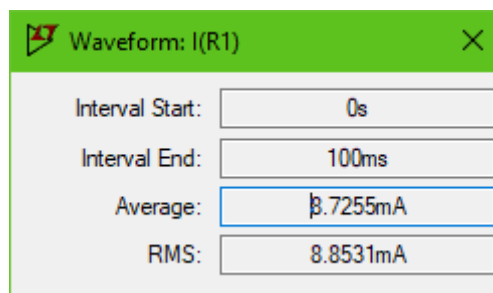 Waveform: I(R1)
Interval Start: 0s
Interval End: 100ms
Average: 8.7255mA
RMS: 8.8531mA